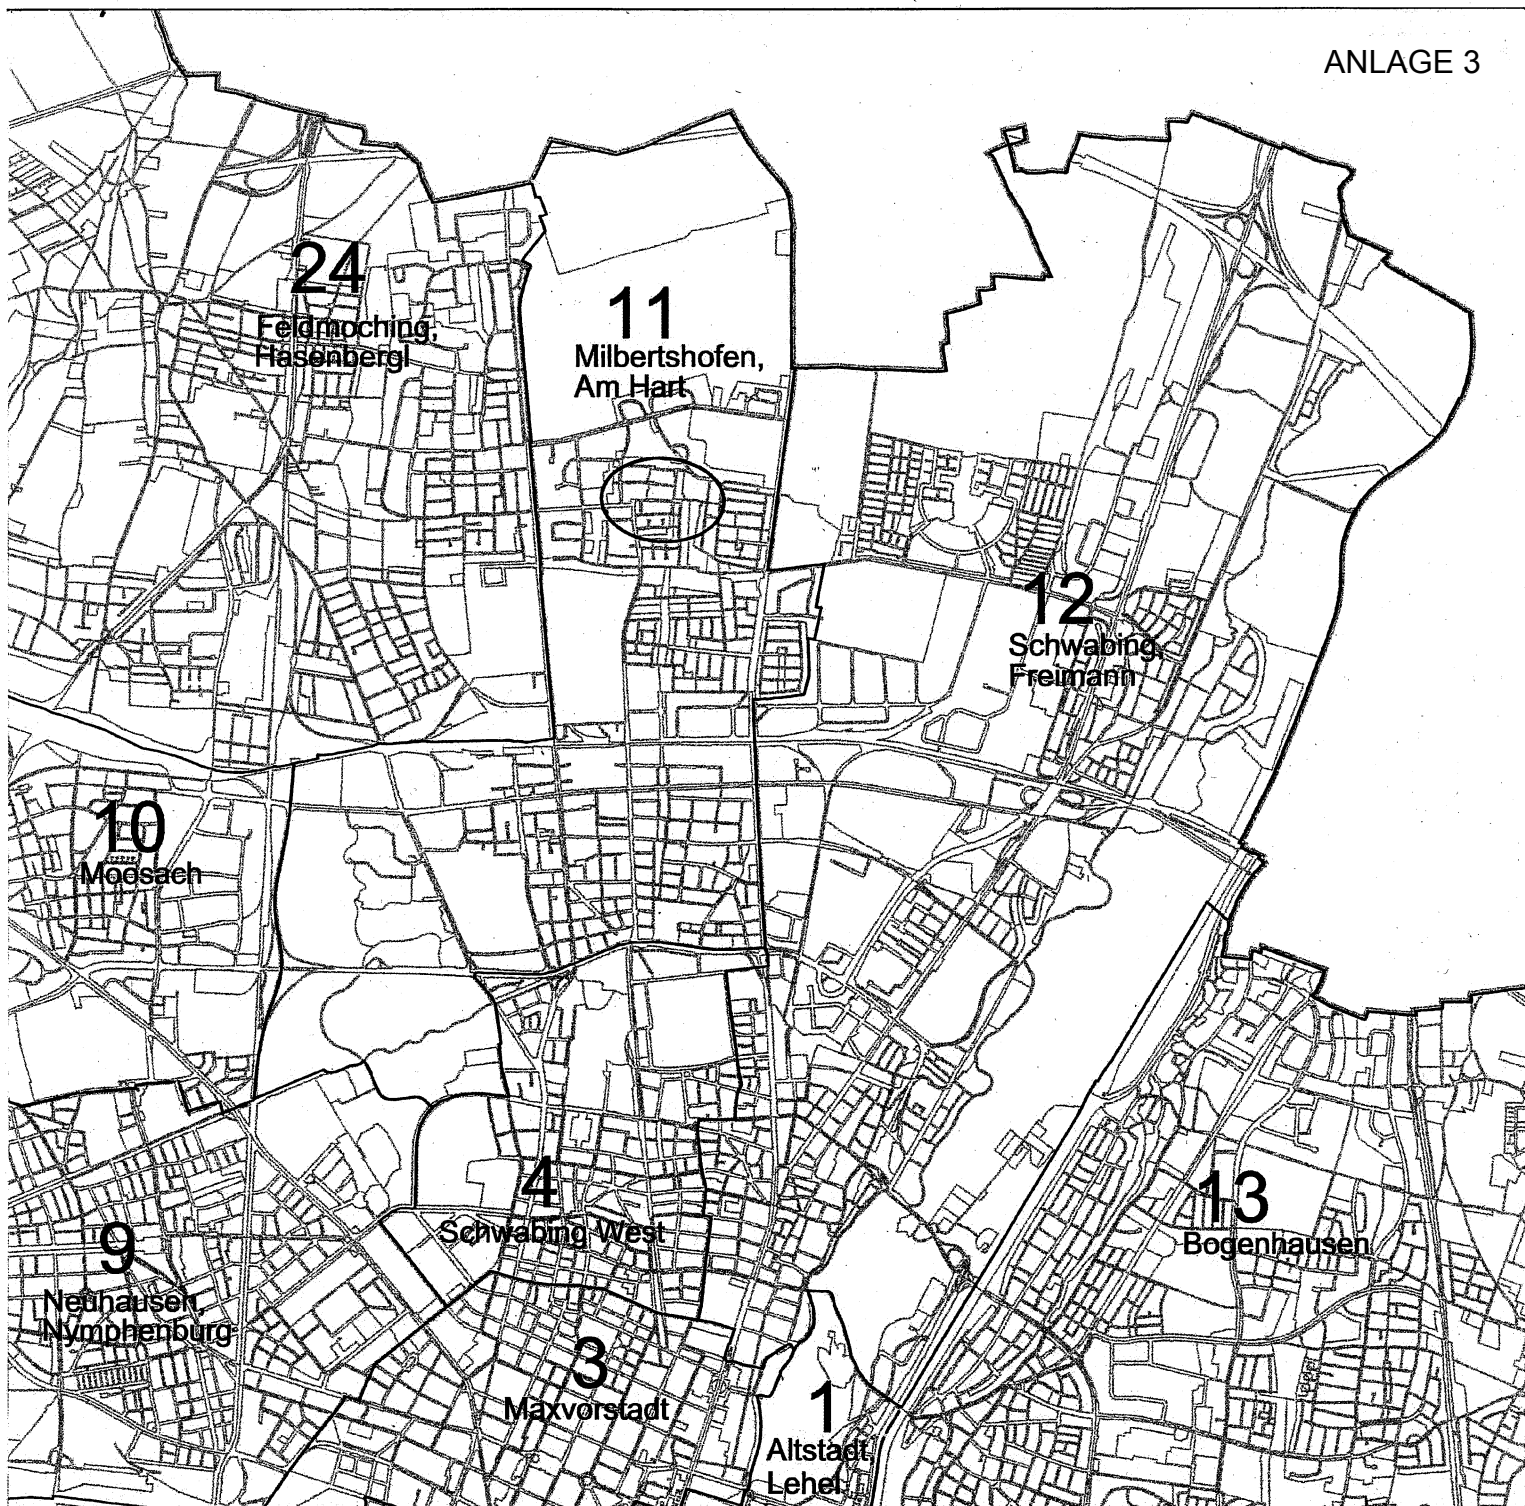 ANLAGE 3
24
Feldmoching,
Hasenbergl
11
Milbertshofen,
Am Hart
12
Schwabing,
Freimann
10
Moosach
4
Schwabing West
13
Bogenhausen
9
Neuhausen,
Nymphenburg
3
Maxvorstadt
1
Altstadt,
Lehel